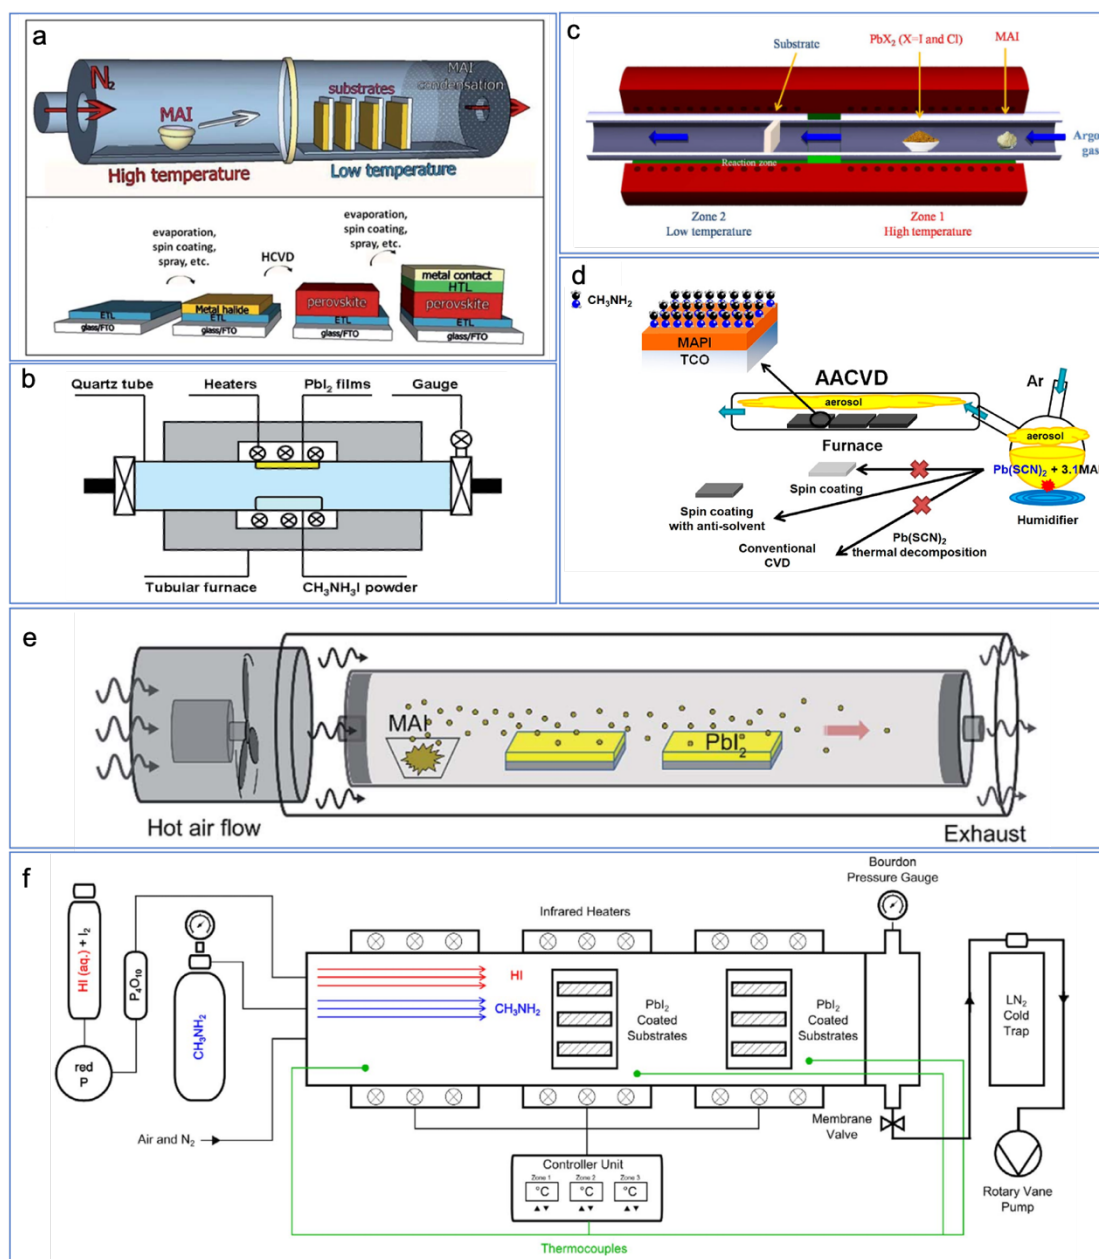 a
N2
MAI
substrates
MAI
condensation
High temperature
Low temperature
evaporation,
spin coating,
spray, etc.
HCVD
evaporation,
spin coating,
spray, etc.
ETL
glass/FTO
Metal halide
ETL
glass/FTO
perovskite
ETL
glass/FTO
metal contact
HTL
perovskite
ETL
glass/FTO
b
Quartz tube
Heaters
PbI2 films
Gauge
Tubular furnace
CH3NH3I powder
c
Substrate
PbX2 (X=I and Cl)
MAI
Argo
gas
Reaction zone
Zone 2
Low temperature
Zone 1
High temperature
d
CH3NH2
MAPI
TCO
AACVD
aerosol
Furnace
Ar
aerosol
Pb(SCN)2 + 3.1MAI
Humidifier
Spin coating
Spin coating
with anti-solvent
Pb(SCN)2
thermal decomposition
Conventional
CVD
e
MAI
PbI2
Hot air flow
Exhaust
f
HI (aq.) + I2
P4O10
red
P
CH3NH2
Air and N2
Infrared Heaters
HI
CH3NH2
PbI2
Coated
Substrates
PbI2
Coated
Substrates
Bourdon
Pressure Gauge
LN2
Cold
Trap
Membrane
Valve
Rotary Vane
Pump
Controller Unit
Zone 1
Zone 2
Zone 3
°C
°C
°C
Thermocouples